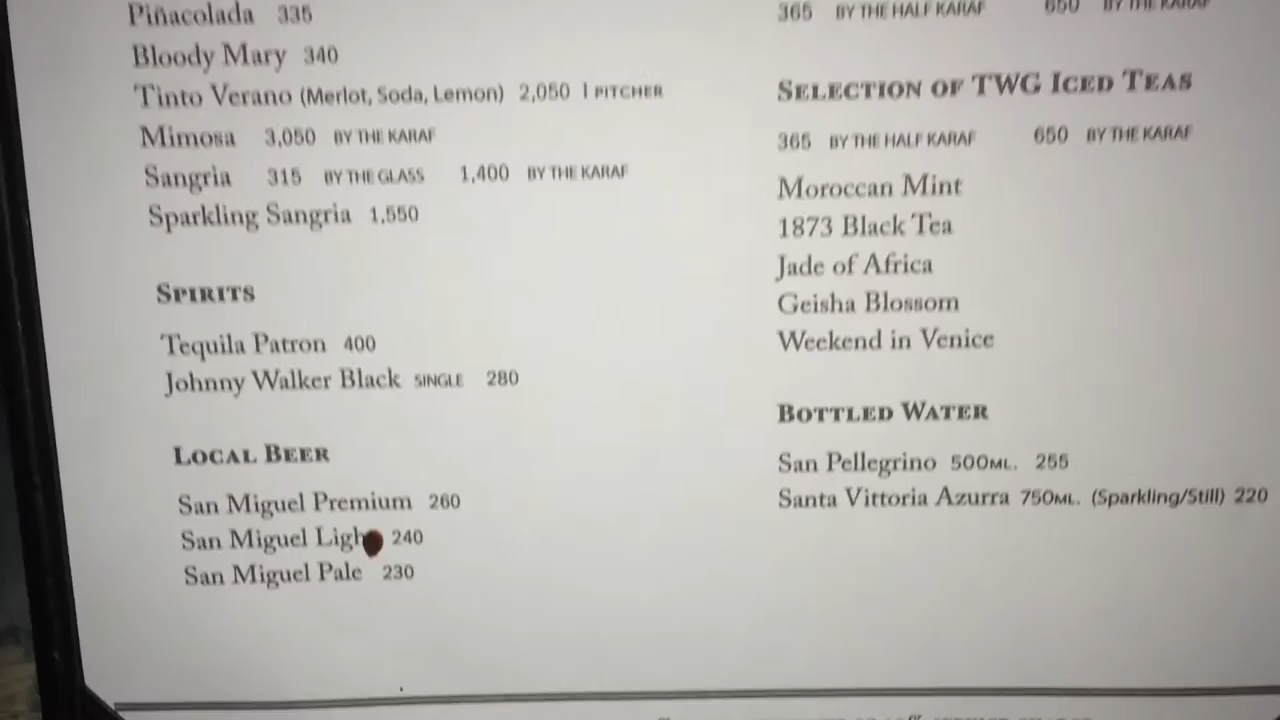 Piñacolada 335
Bloody Mary 340
Tinto Verano (Merlot, Soda, Lemon) 2,050 | PITCHER
Mimosa 3,050 BY THE KARAF
Sangria 315 BY THE GLASS 1,400 BY THE KARAF
Sparkling Sangria 1,550
SPIRITS
Tequila Patron 400
Johnny Walker Black SINGLE 280
LOCAL BEER
San Miguel Premium 260
San Miguel Ligh 240
San Miguel Pale 230
365 BY THE HALF KARAF 650 BY THE KARAF
SELECTION OF TWG ICED TEAS
365 BY THE HALF KARAF 650 BY THE KARAF
Moroccan Mint
1873 Black Tea
Jade of Africa
Geisha Blossom
Weekend in Venice
BOTTLED WATER
San Pellegrino 500ML. 255
Santa Vittoria Azurra 750ML. (Sparkling/Still) 220